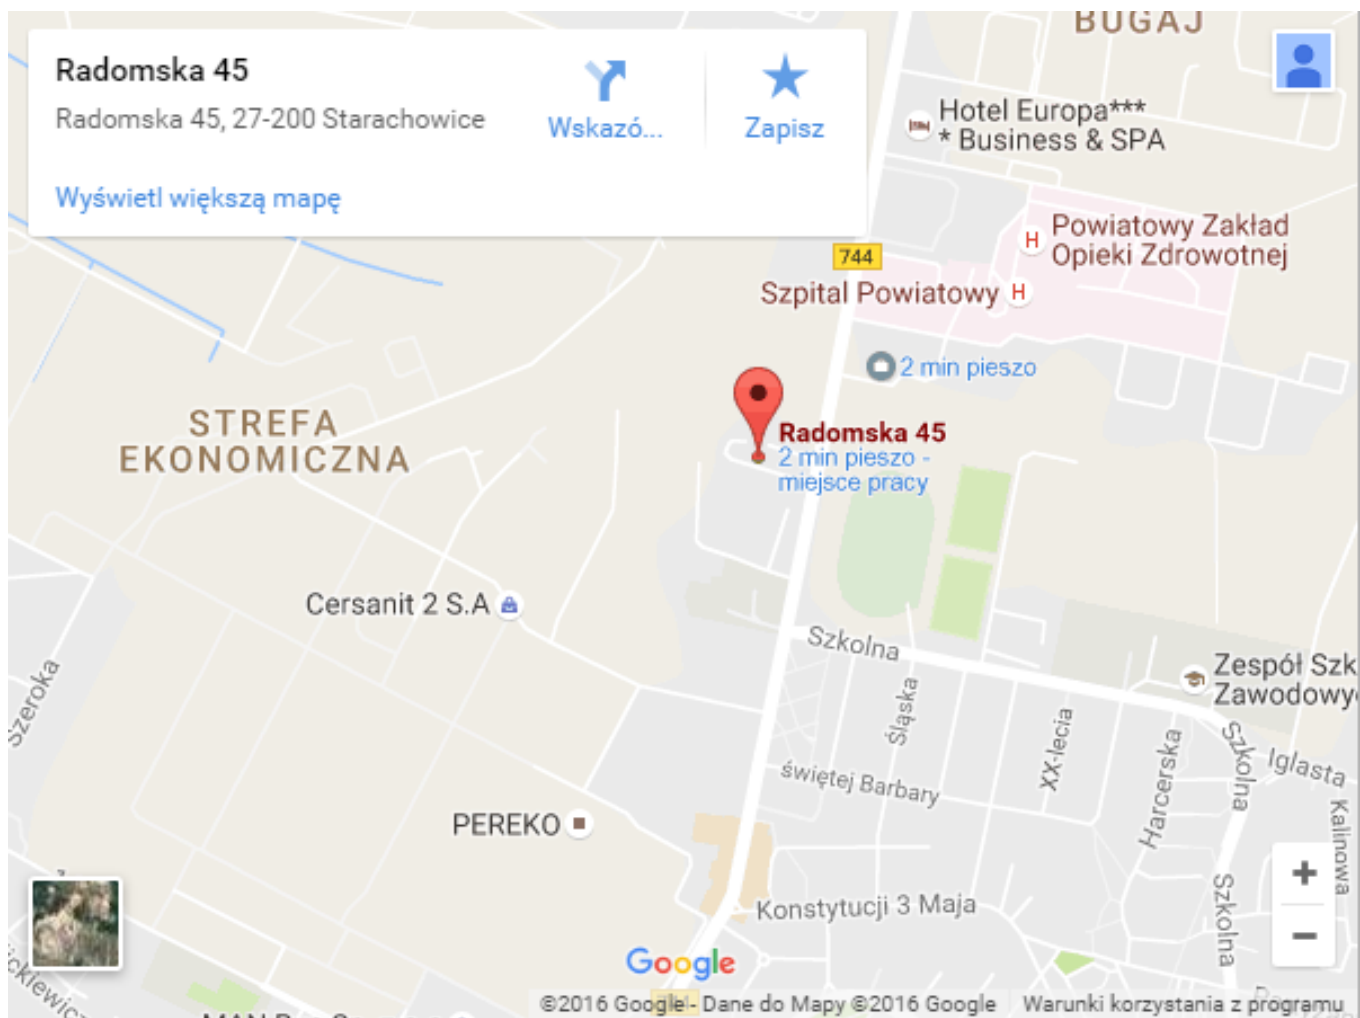 BUGAJ
Radomska 45
Radomska 45, 27-200 Starachowice
Wskazó...
Zapisz
Wyświetl większą mapę
Hotel Europa***
* Business & SPA
Powiatowy Zakład
Opieki Zdrowotnej
744
Szpital Powiatowy
2 min pieszo
STREFA
EKONOMICZNA
Radomska 45
2 min pieszo -
miejsce pracy
Cersanit 2 S.A
Szkolna
Zespół Szk
Zawodowy
Szeroka
Śląska
XX-lecia
Harcerska
Szkolna
Iglasta
świętej Barbary
Kalinowa
PEREKO
+
Konstytucji 3 Maja
Szkolna
−
Google
©2016 Google - Dane do Mapy ©2016 Google
Warunki korzystania z programu